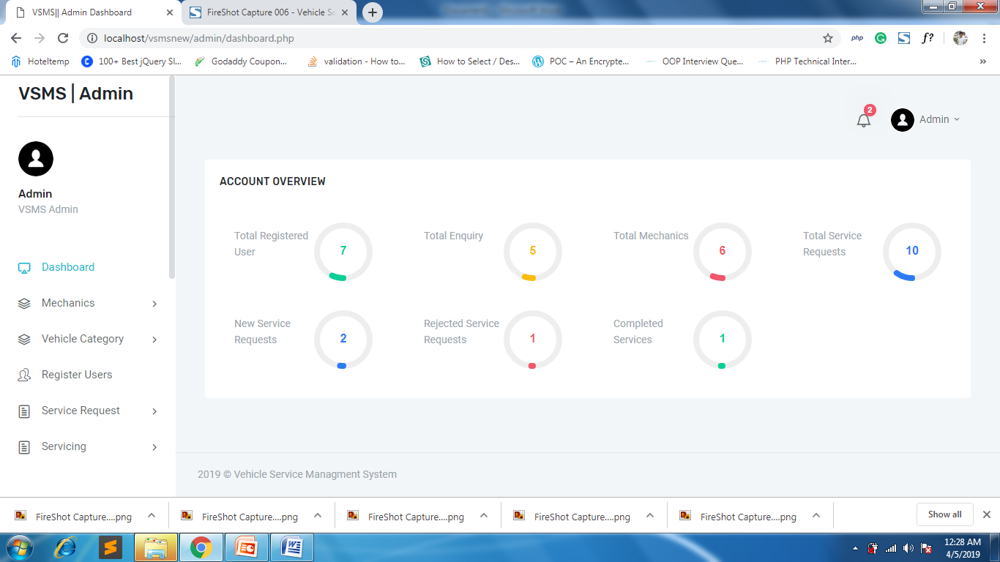 VSMS|| Admin Dashboard
FireShot Capture 006 - Vehicle Se
localhost/vsmsnew/admin/dashboard.php
php
f?
Hoteltemp
100+ Best jQuery Sl...
Godaddy Coupon...
validation - How to...
How to Select / Des...
POC – An Encrypte...
OOP Interview Que...
PHP Technical Inter...
»
VSMS | Admin
2
Admin
Admin
VSMS Admin
Dashboard
Mechanics
Vehicle Category
Register Users
Service Request
Servicing
ACCOUNT OVERVIEW
Total Registered
User
7
Total Enquiry
5
Total Mechanics
6
Total Service
Requests
10
New Service
Requests
2
Rejected Service
Requests
1
Completed
Services
1
2019 © Vehicle Service Managment System
FireShot Capture....png
FireShot Capture....png
FireShot Capture....png
FireShot Capture....png
FireShot Capture....png
Show all
12:28 AM
4/5/2019